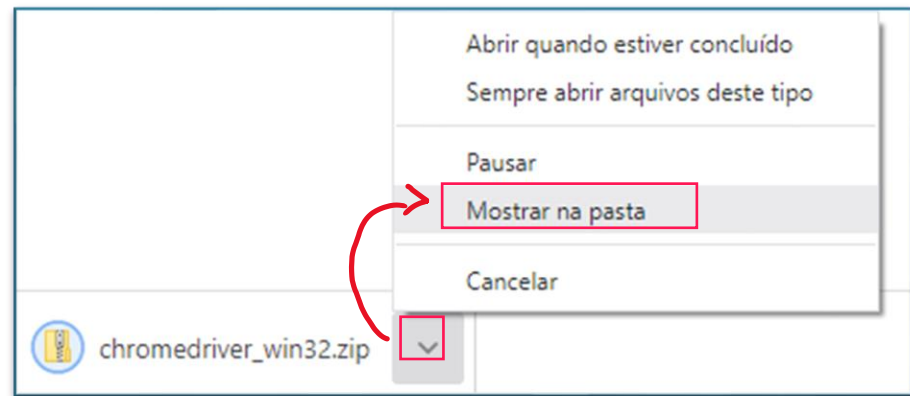 Abrir quando estiver concluído
Sempre abrir arquivos deste tipo
Pausar
Mostrar na pasta
Cancelar
chromedriver_win32.zip